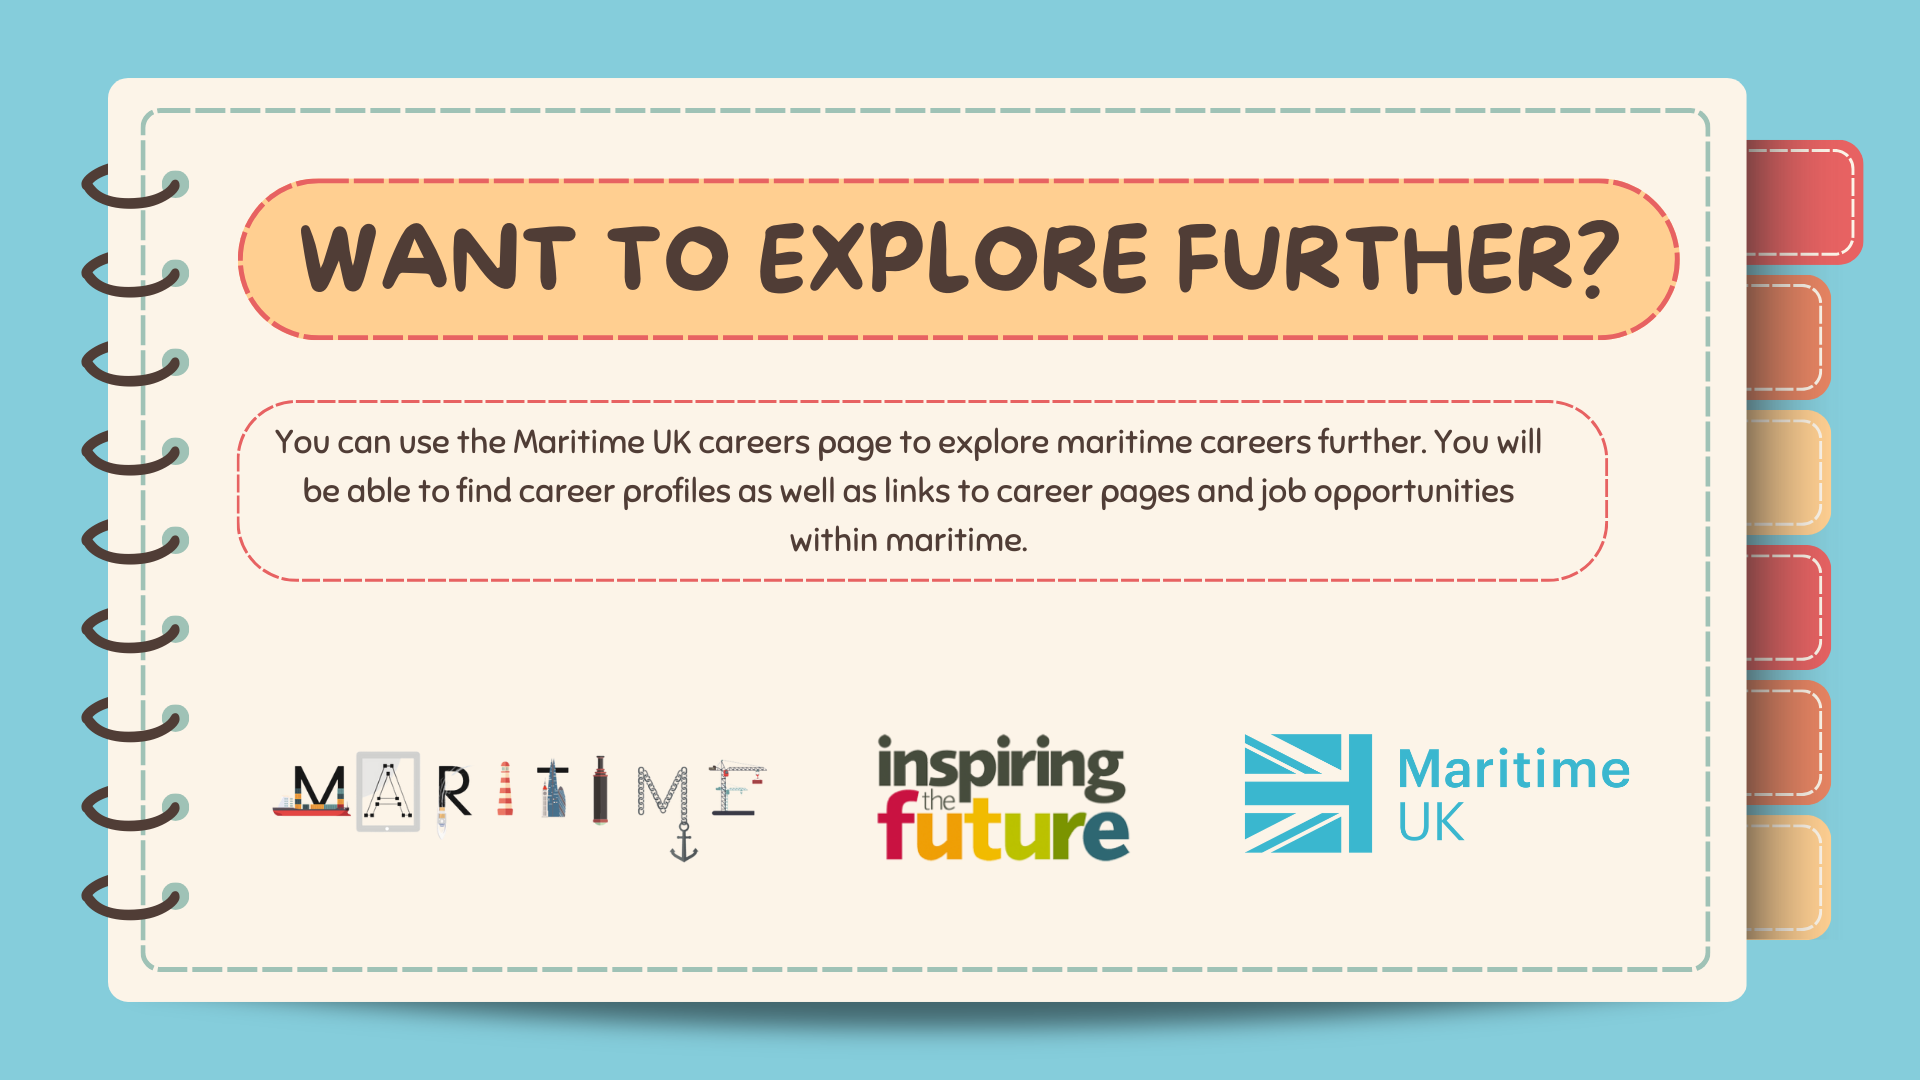 WANT TO EXPLORE FURTHER?
You can use the Maritime UK careers page to explore maritime careers further. You will
be able to find career profiles as well as links to career pages and job opportunities
within maritime.
MARITIME
inspiring
the
future
Maritime
UK